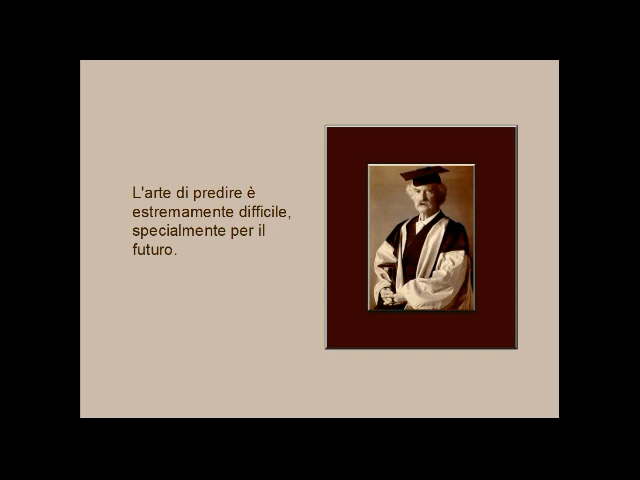 L'arte di predire è
estremamente difficile,
specialmente per il
futuro.